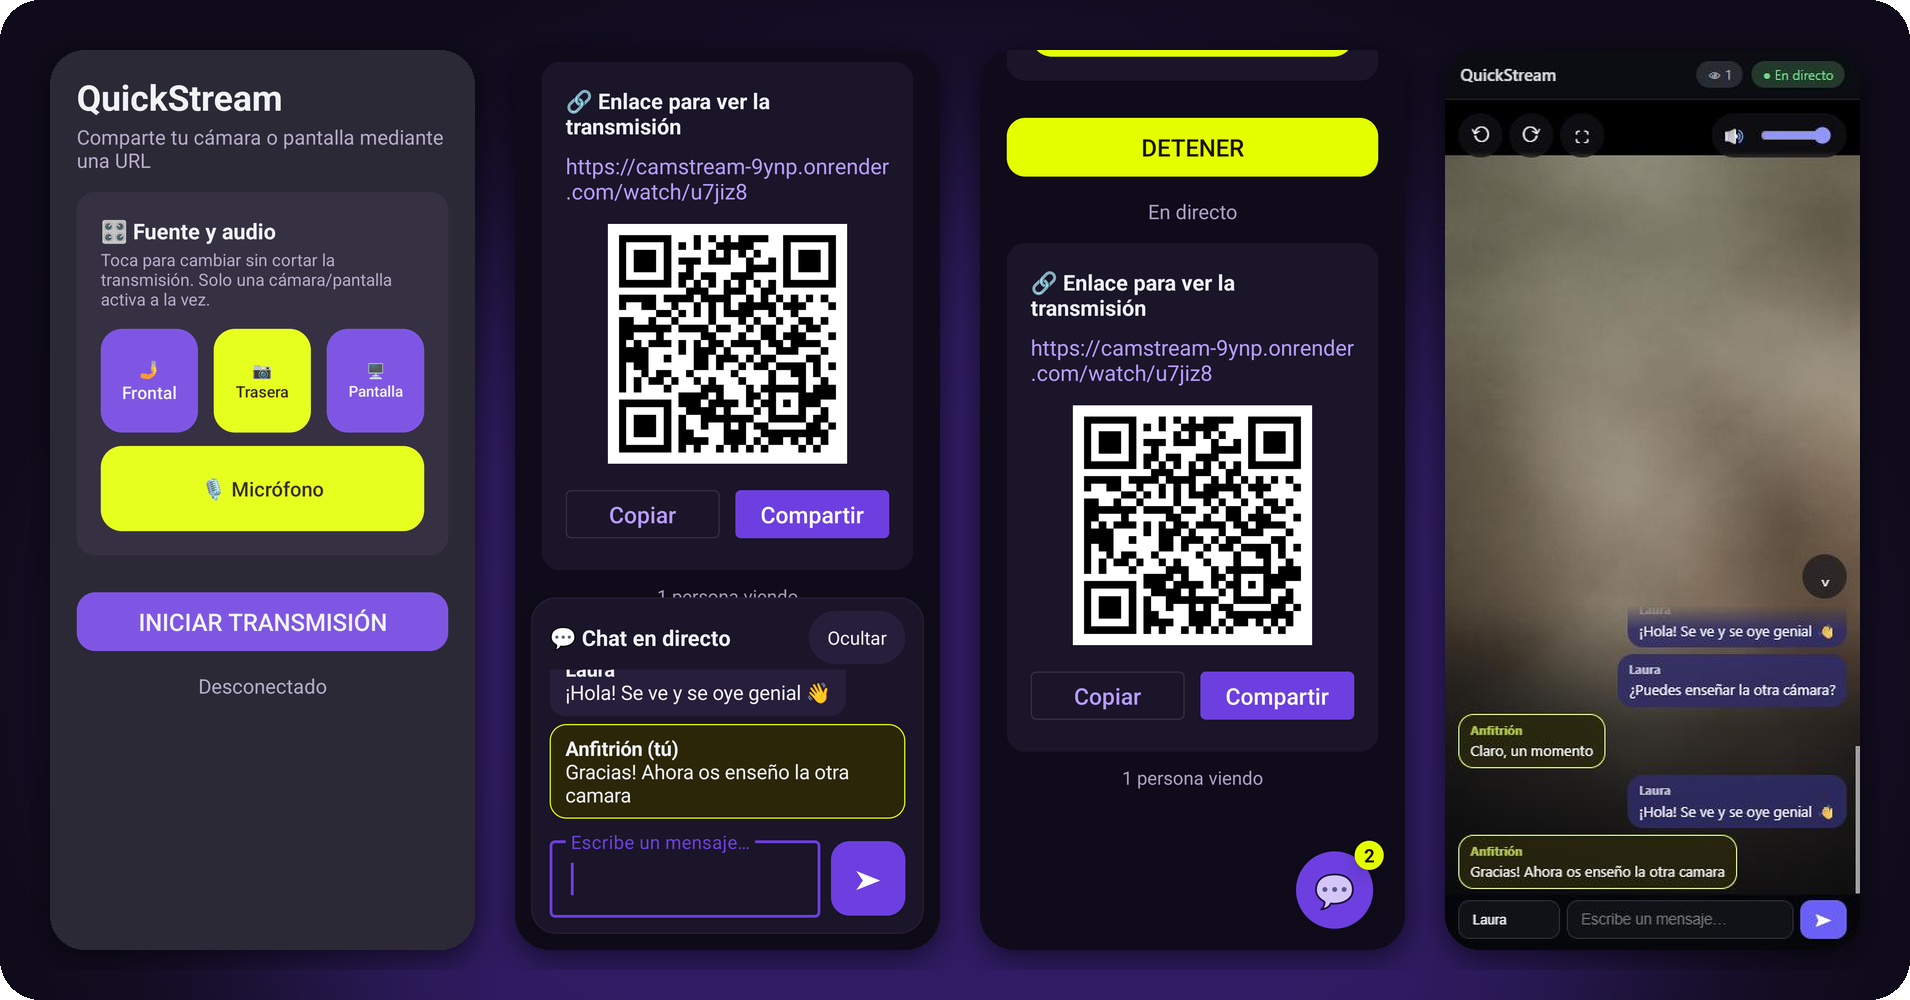 QuickStream
Comparte tu cámara o pantalla mediante
una URL
Fuente y audio
Toca para cambiar sin cortar la
transmisión. Solo una cámara/pantalla
activa a la vez.
Frontal
Trasera
Pantalla
Micrófono
INICIAR TRANSMISIÓN
Desconectado
Enlace para ver la
transmisión
https://camstream-9ynp.onrender
.com/watch/u7jiz8
Copiar
Compartir
1 persona viendo
Chat en directo
Ocultar
Laura
¡Hola! Se ve y se oye genial 👋
Anfitrión (tú)
Gracias! Ahora os enseño la otra
camara
Escribe un mensaje...
DETENER
En directo
Enlace para ver la
transmisión
https://camstream-9ynp.onrender
.com/watch/u7jiz8
Copiar
Compartir
1 persona viendo
2
QuickStream
1
• En directo
Laura
¡Hola! Se ve y se oye genial 👋
Laura
¿Puedes enseñar la otra cámara?
Anfitrión
Claro, un momento
Laura
¡Hola! Se ve y se oye genial 👋
Anfitrión
Gracias! Ahora os enseño la otra camara
Laura
Escribe un mensaje...